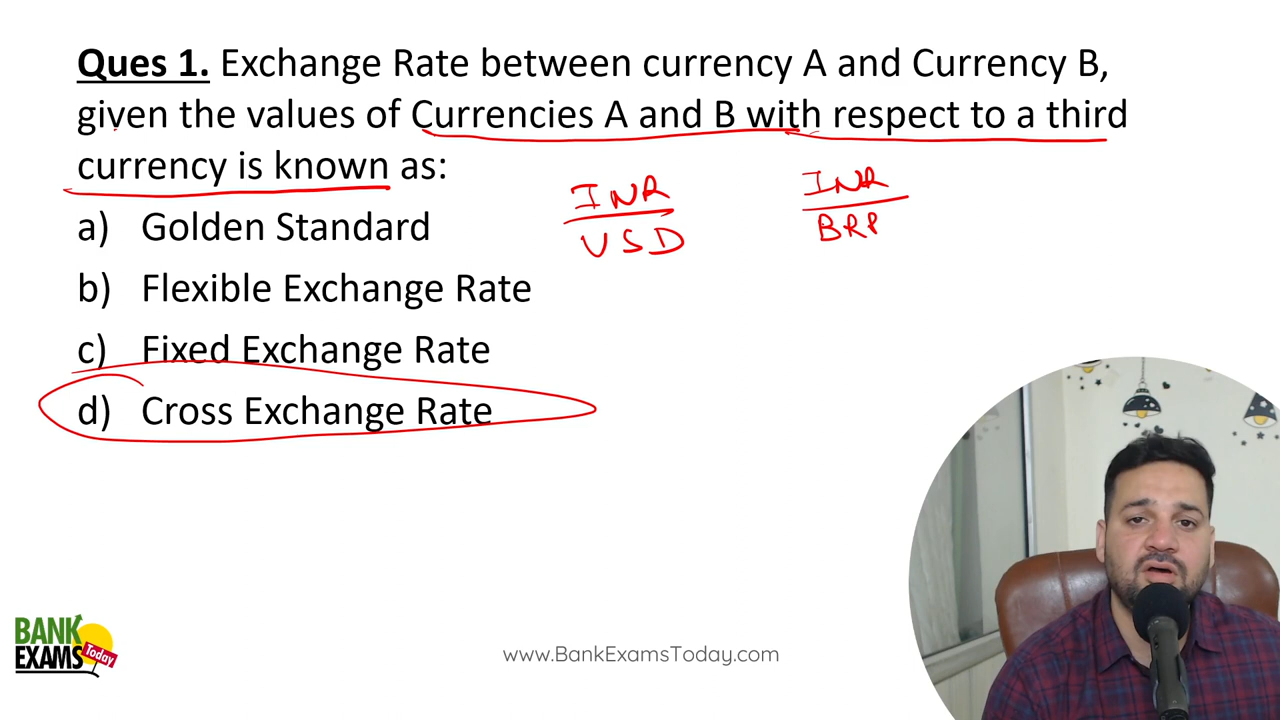 Ques 1. Exchange Rate between currency A and Currency B,
given the values of Currencies A and B with respect to a third
currency is known as:
INR
USD
INR
BRP
a) Golden Standard
b) Flexible Exchange Rate
c) Fixed Exchange Rate
d) Cross Exchange Rate
BANK
EXAMS
Today
www.BankExamsToday.com